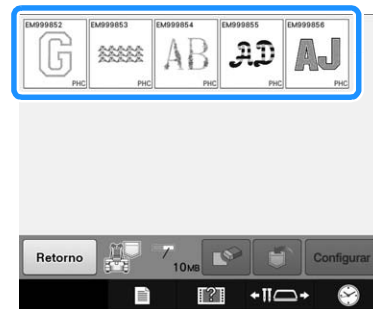 EM999852 EM999853 EM999854 EM999855 EM999856
G AB AD AJ
PHC PHC PHC PHC PHC
Retorno 10MB Configurar